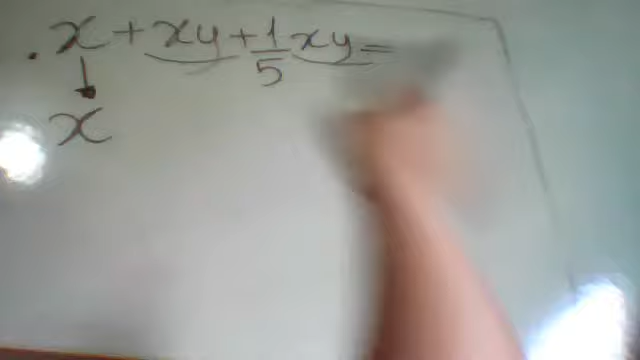 . x + xy + 1/5 xy =
x